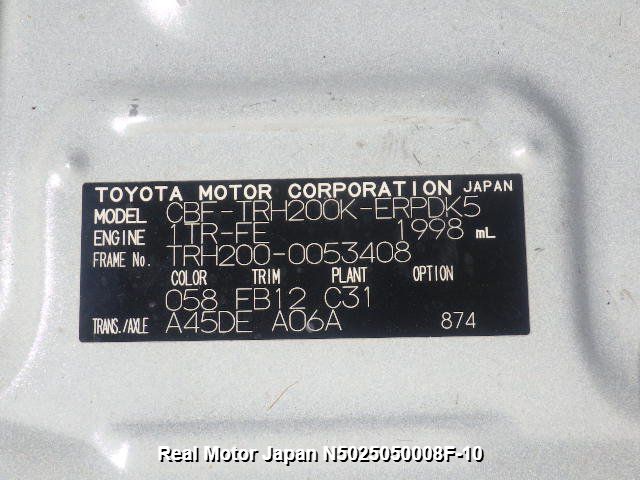 TOYOTA MOTOR CORPORATION JAPAN
MODEL CBF-TRH200K-ERPDK5
ENGINE 1TR-FE 1998 mL
FRAME No. TRH200-0053408
COLOR TRIM PLANT OPTION
058 FB12 C31
TRANS./AXLE A45DE A06A 874
Real Motor Japan N5025050008F-10